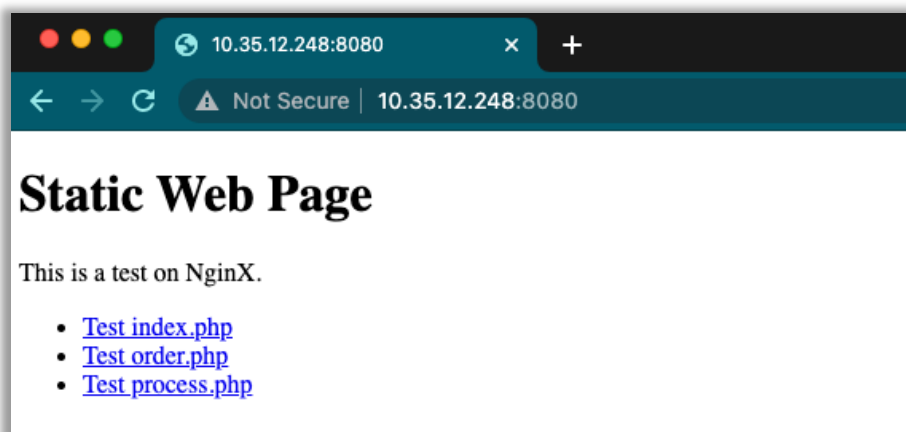 10.35.12.248:8080
Not Secure | 10.35.12.248:8080
Static Web Page
This is a test on NginX.
Test index.php
Test order.php
Test process.php